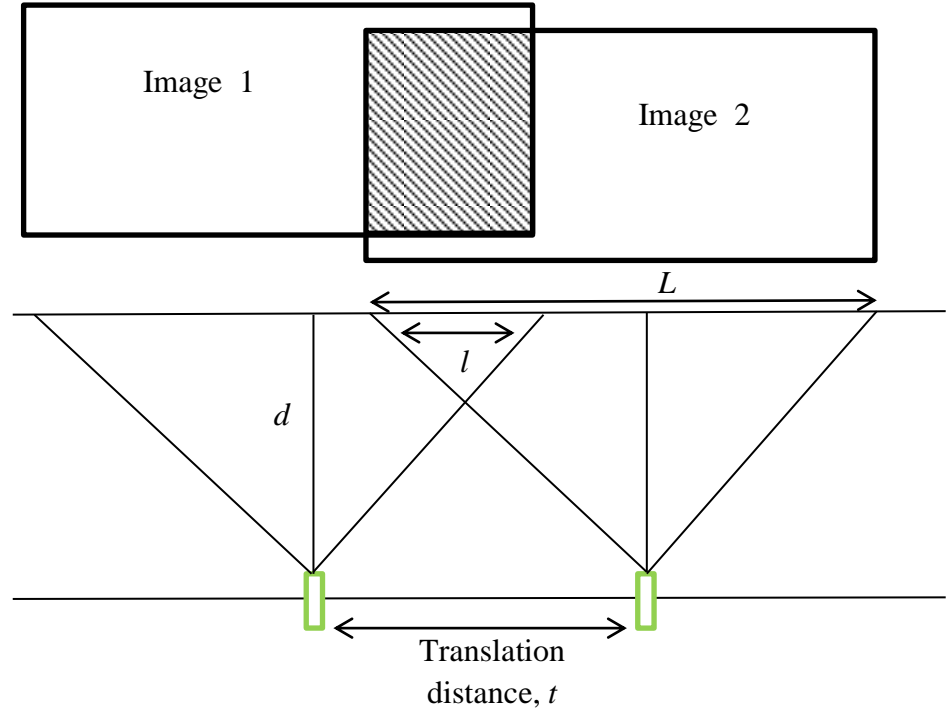 Image 1
Image 2
L
l
d
Translation
distance, t